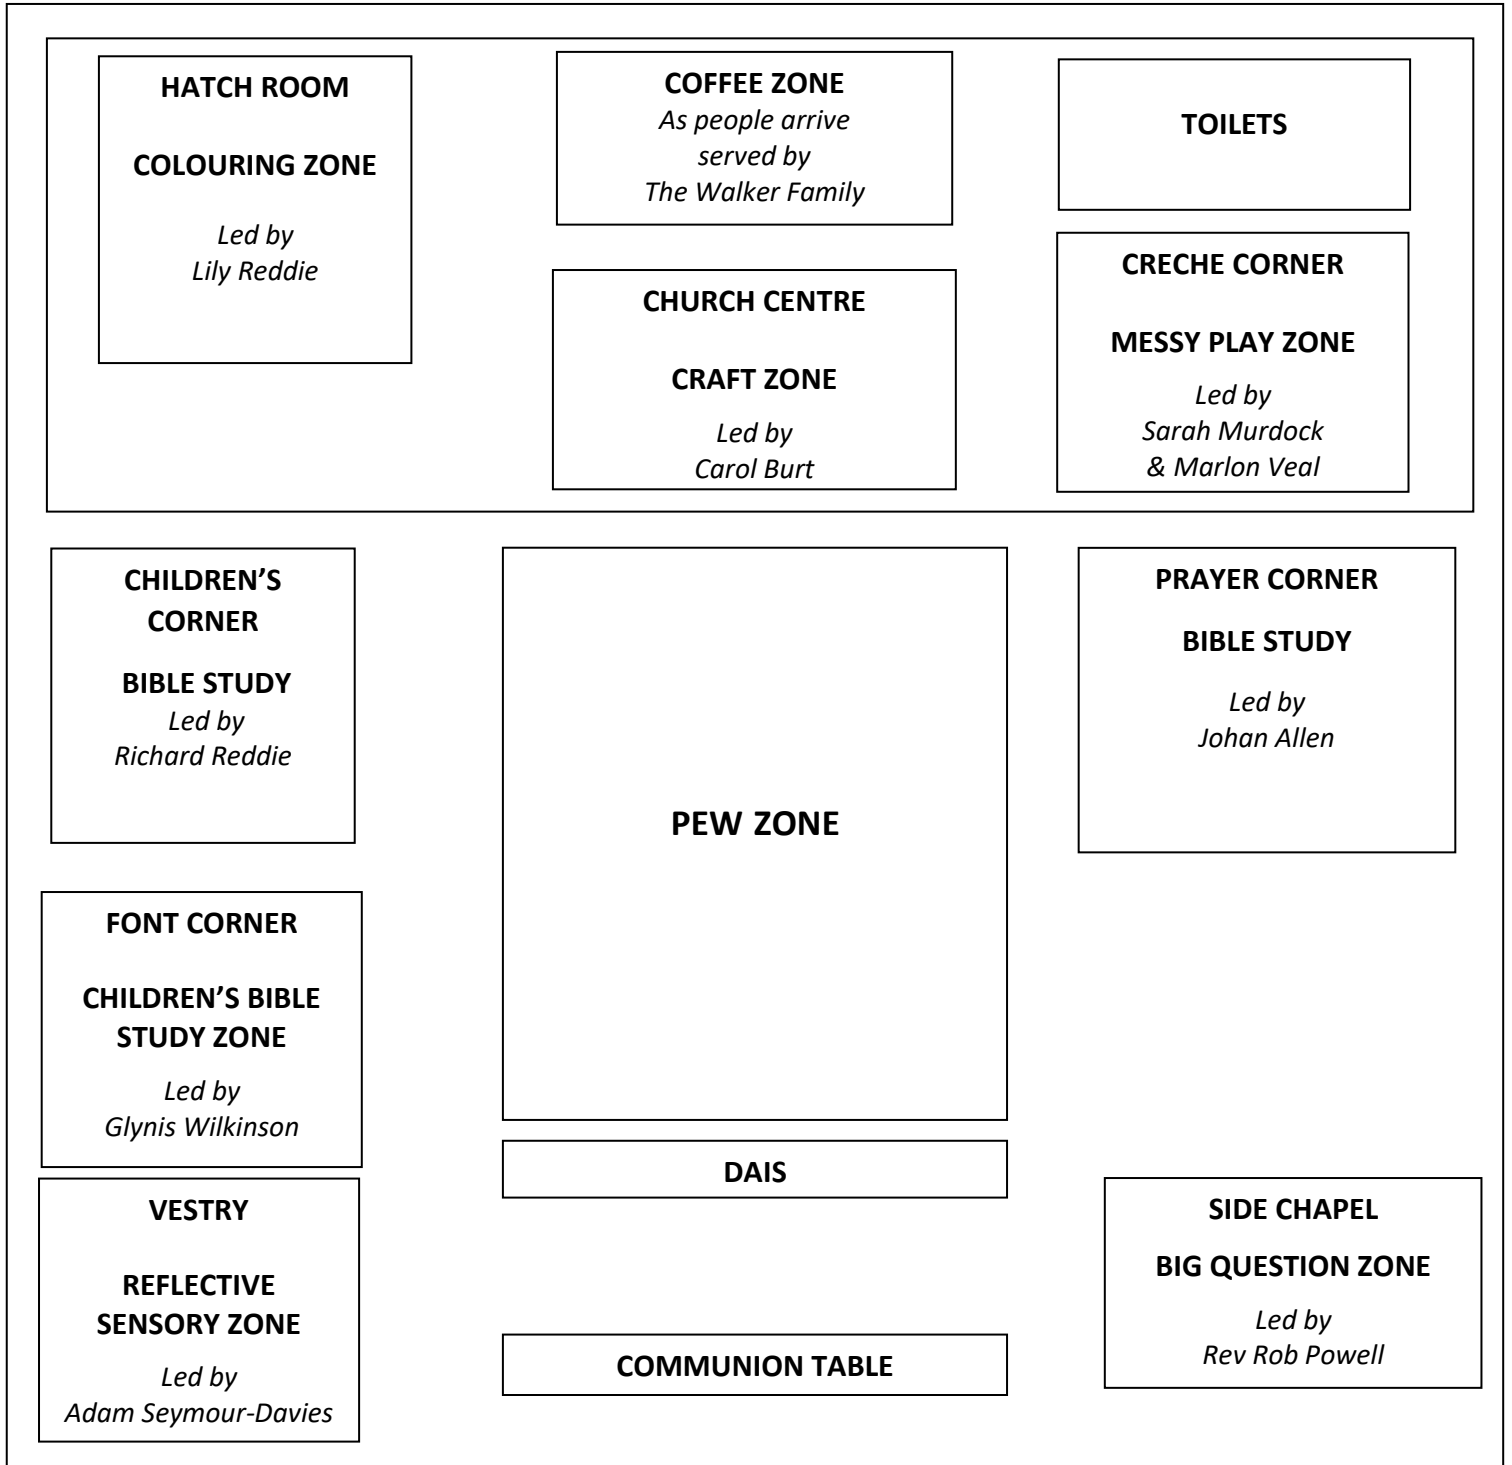 HATCH ROOM
COLOURING ZONE
Led by
Lily Reddie
COFFEE ZONE
As people arrive
served by
The Walker Family
TOILETS
CHURCH CENTRE
CRAFT ZONE
Led by
Carol Burt
CRECHE CORNER
MESSY PLAY ZONE
Led by
Sarah Murdock
& Marlon Veal
CHILDREN’S
CORNER
BIBLE STUDY
Led by
Richard Reddie
PEW ZONE
PRAYER CORNER
BIBLE STUDY
Led by
Johan Allen
FONT CORNER
CHILDREN’S BIBLE
STUDY ZONE
Led by
Glynis Wilkinson
DAIS
VESTRY
REFLECTIVE
SENSORY ZONE
Led by
Adam Seymour-Davies
COMMUNION TABLE
SIDE CHAPEL
BIG QUESTION ZONE
Led by
Rev Rob Powell